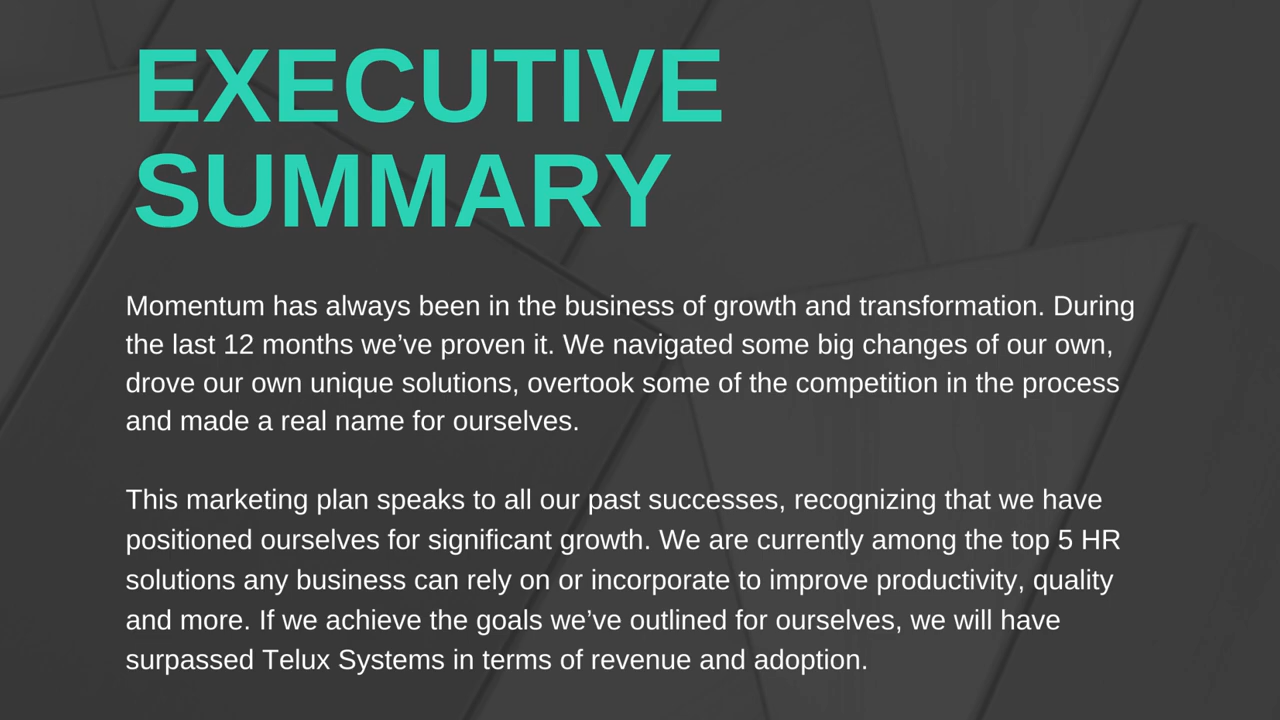 EXECUTIVE
SUMMARY
Momentum has always been in the business of growth and transformation. During
the last 12 months we’ve proven it. We navigated some big changes of our own,
drove our own unique solutions, overtook some of the competition in the process
and made a real name for ourselves.
This marketing plan speaks to all our past successes, recognizing that we have
positioned ourselves for significant growth. We are currently among the top 5 HR
solutions any business can rely on or incorporate to improve productivity, quality
and more. If we achieve the goals we’ve outlined for ourselves, we will have
surpassed Telux Systems in terms of revenue and adoption.